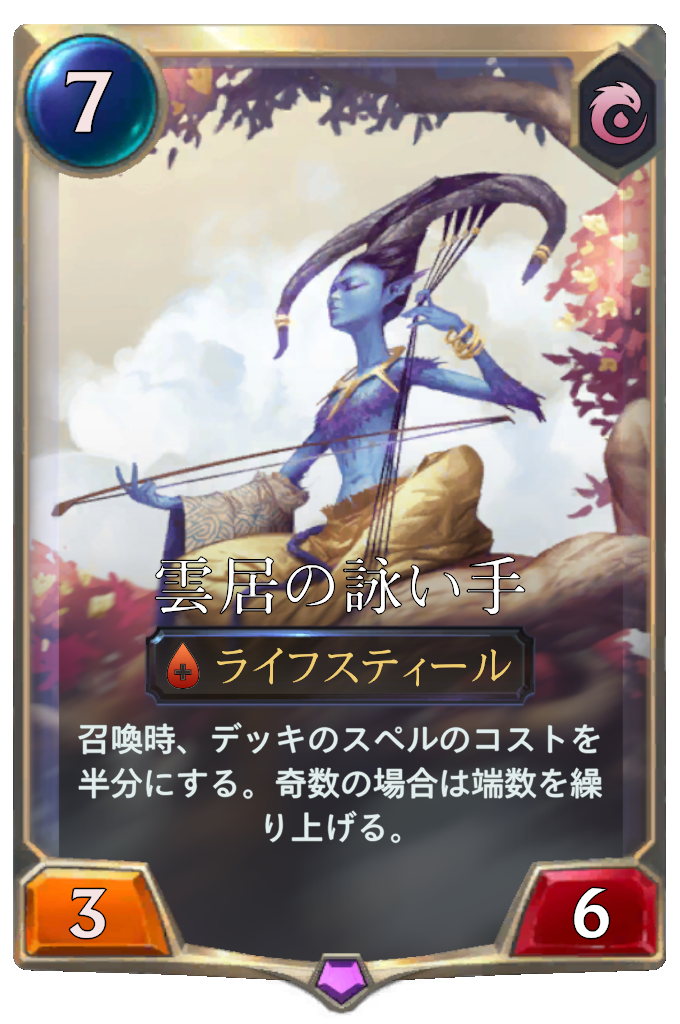 7
雲居の詠い手
ライフスティール
召喚時、デッキのスペルのコストを
半分にする。奇数の場合は端数を繰
り上げる。
3
6